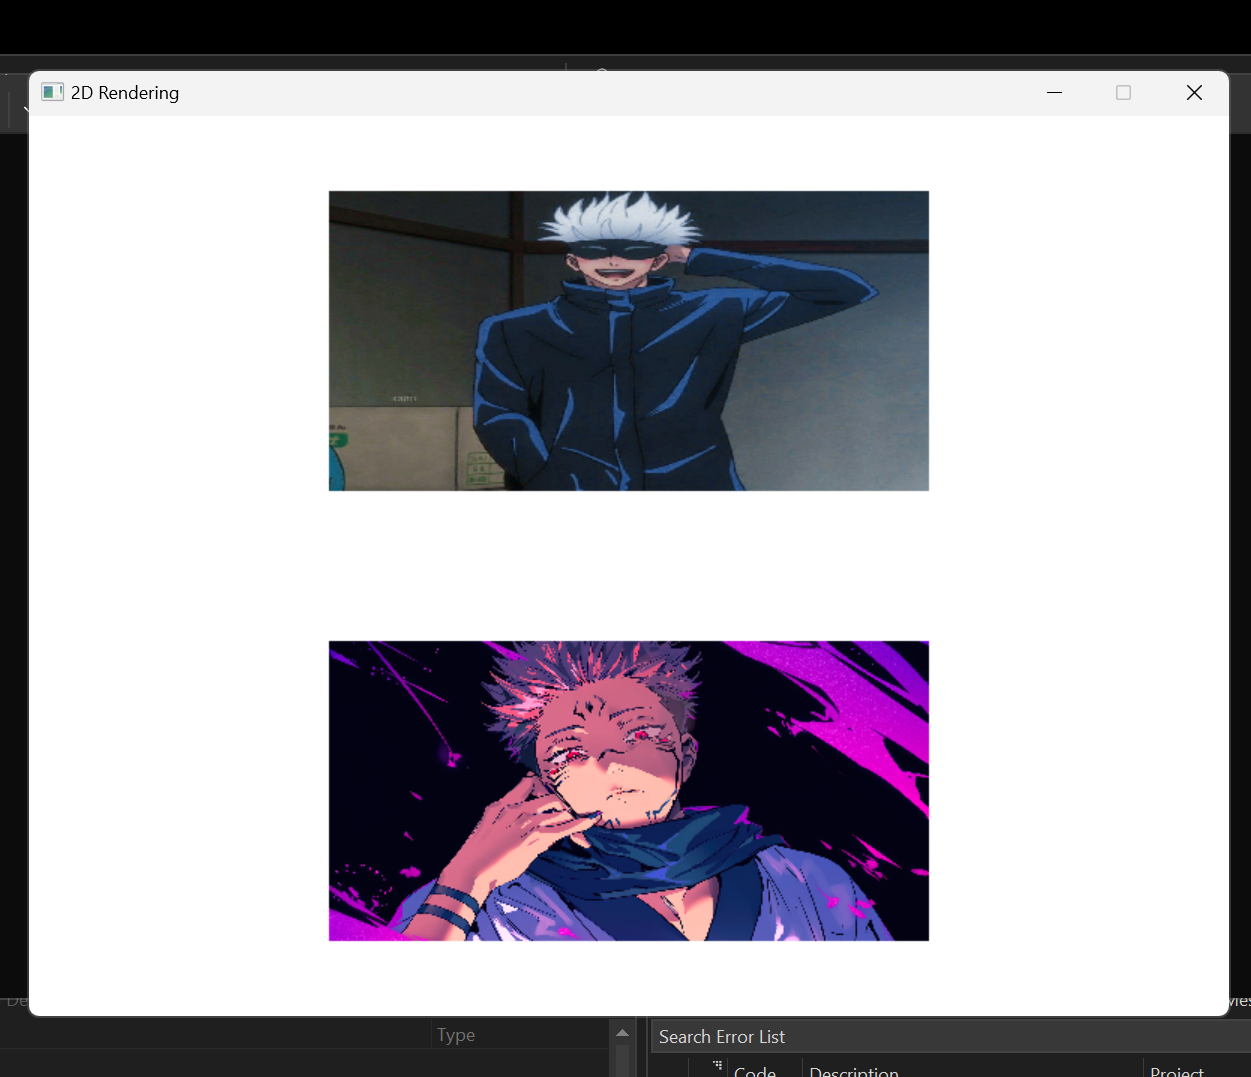 2D Rendering
Type
Search Error List
Code
Description
Project